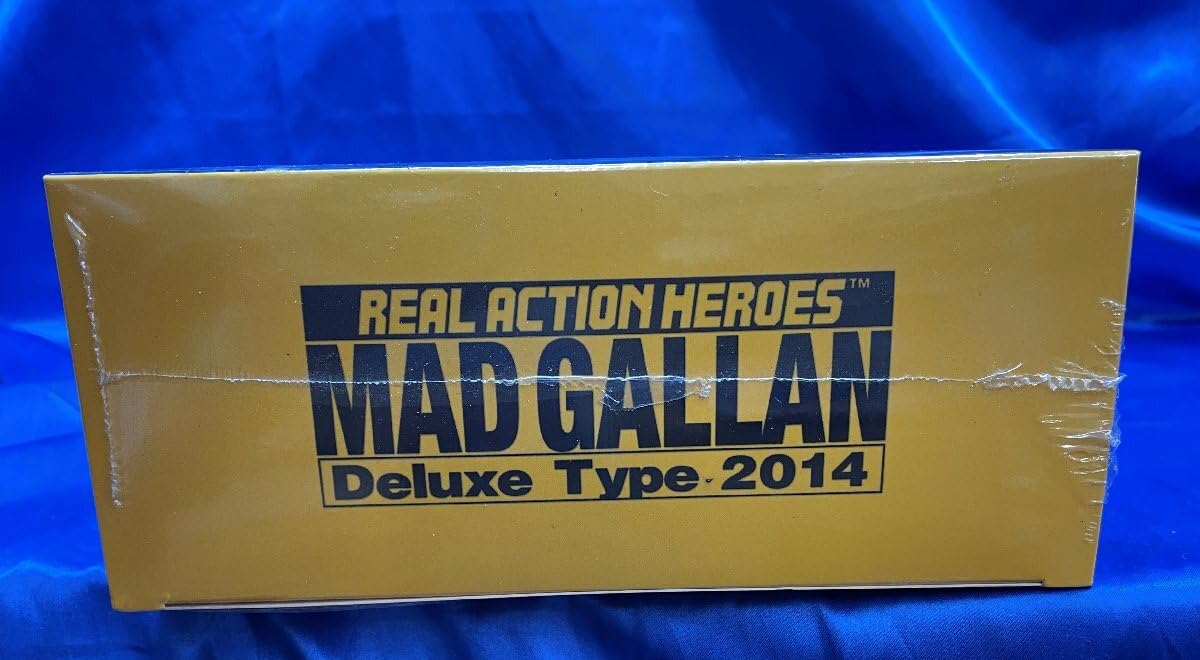 REAL ACTION HEROES™
MAD GALLAN
Deluxe Type 2014